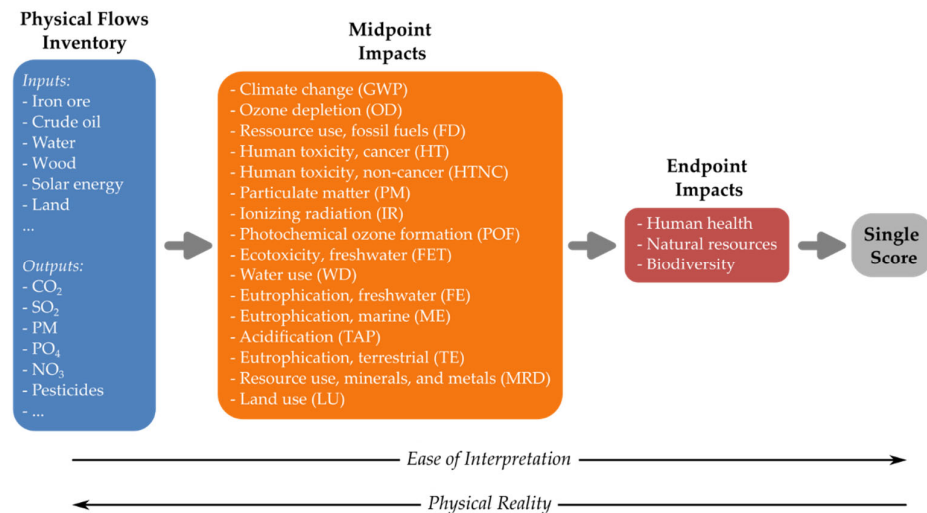 Physical Flows
Inventory
Inputs:
- Iron ore
- Crude oil
- Water
- Wood
- Solar energy
- Land
...
Outputs:
- CO₂
- SO₂
- PM
- PO₄
- NO₃
- Pesticides
- ...
Midpoint
Impacts
- Climate change (GWP)
- Ozone depletion (OD)
- Ressource use, fossil fuels (FD)
- Human toxicity, cancer (HT)
- Human toxicity, non-cancer (HTNC)
- Particulate matter (PM)
- Ionizing radiation (IR)
- Photochemical ozone formation (POF)
- Ecotoxicity, freshwater (FET)
- Water use (WD)
- Eutrophication, freshwater (FE)
- Eutrophication, marine (ME)
- Acidification (TAP)
- Eutrophication, terrestrial (TE)
- Resource use, minerals, and metals (MRD)
- Land use (LU)
Endpoint
Impacts
- Human health
- Natural resources
- Biodiversity
Single
Score
Ease of Interpretation
Physical Reality